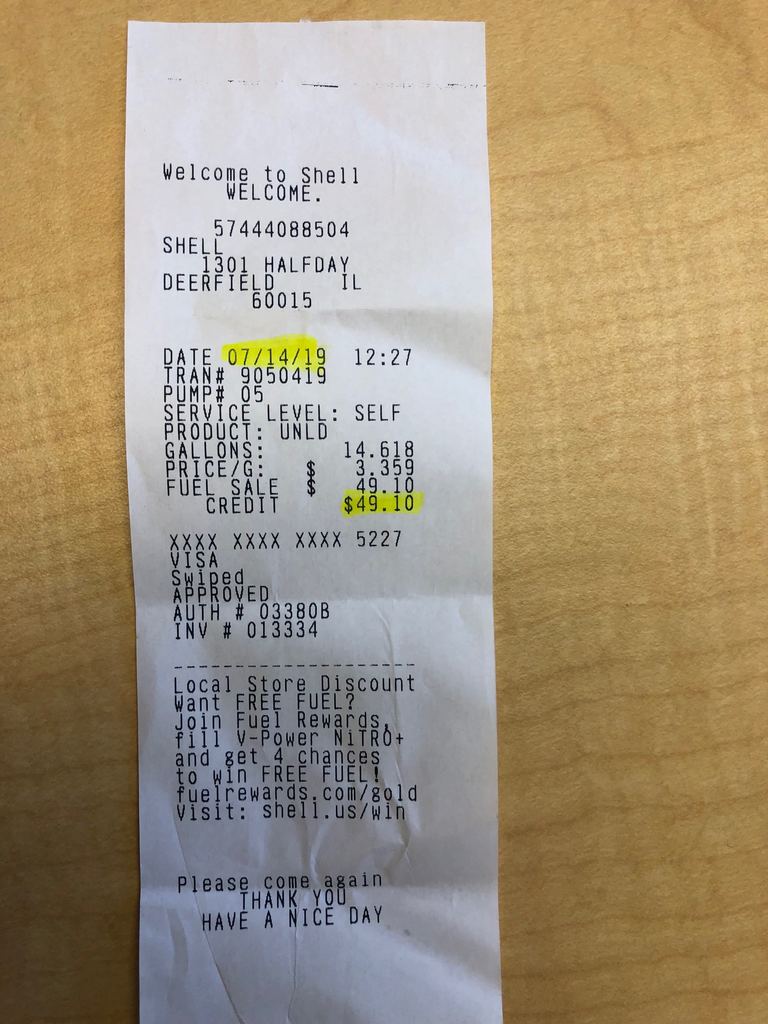 Welcome to Shell
WELCOME.
57444088504
SHELL
1301 HALFDAY
DEERFIELD IL
60015
DATE 07/14/19 12:27
TRAN# 9050419
PUMP# 05
SERVICE LEVEL: SELF
PRODUCT: UNLD
GALLONS: 14.618
PRICE/G: $ 3.359
FUEL SALE $ 49.10
CREDIT $49.10
XXXX XXXX XXXX 5227
VISA
Swiped
APPROVED
AUTH # 03380B
INV # 013334
--------------------
Local Store Discount
Want FREE FUEL?
Join Fuel Rewards,
fill V-Power NiTRO+
and get 4 chances
to win FREE FUEL!
fuelrewards.com/gold
Visit: shell.us/win
Please come again
THANK YOU
HAVE A NICE DAY